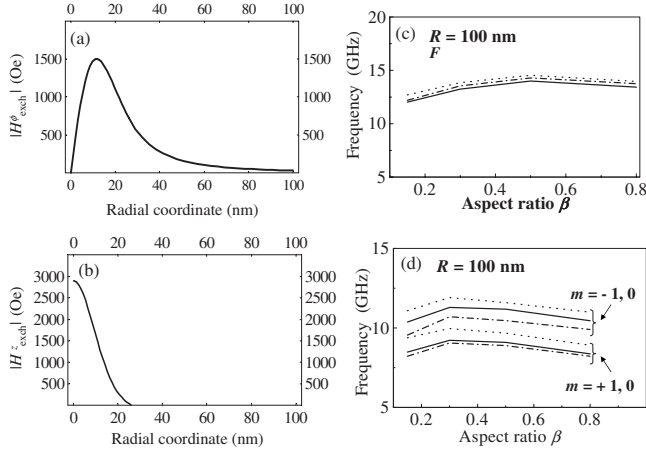 0 20 40 60 80 100
(a)
|H^ϕ_exch| (Oe)
1500
1000
500
1500
1000
500
0 20 40 60 80 100
Radial coordinate (nm)
(c)
R = 100 nm
F
Frequency (GHz)
20
15
10
5
0.2 0.4 0.6 0.8
Aspect ratio β
0 20 40 60 80 100
(b)
|H^z_exch| (Oe)
3000
2500
2000
1500
1000
500
3000
2500
2000
1500
1000
500
0 20 40 60 80 100
Radial coordinate (nm)
(d)
R = 100 nm
m = - 1, 0
m = + 1, 0
Frequency (GHz)
15
10
5
0.2 0.4 0.6 0.8
Aspect ratio β